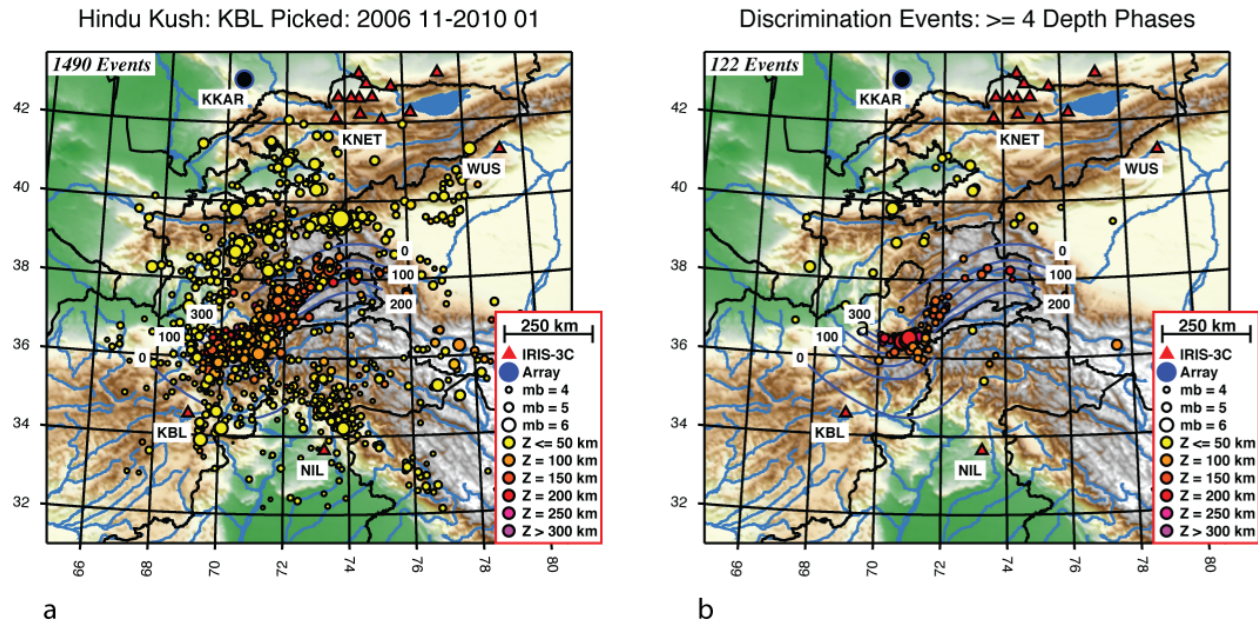 Hindu Kush: KBL Picked: 2006 11-2010 01
1490 Events
KKAR
KNET
WUS
0
100
200
300
100
0
KBL
NIL
42
40
38
36
34
32
66
68
70
72
74
76
78
80
250 km
IRIS-3C
Array
mb = 4
mb = 5
mb = 6
Z <= 50 km
Z = 100 km
Z = 150 km
Z = 200 km
Z = 250 km
Z > 300 km
a
Discrimination Events: >= 4 Depth Phases
122 Events
KKAR
KNET
WUS
0
100
200
300
100
0
KBL
NIL
42
40
38
36
34
32
66
68
70
72
74
76
78
80
250 km
IRIS-3C
Array
mb = 4
mb = 5
mb = 6
Z <= 50 km
Z = 100 km
Z = 150 km
Z = 200 km
Z = 250 km
Z > 300 km
b